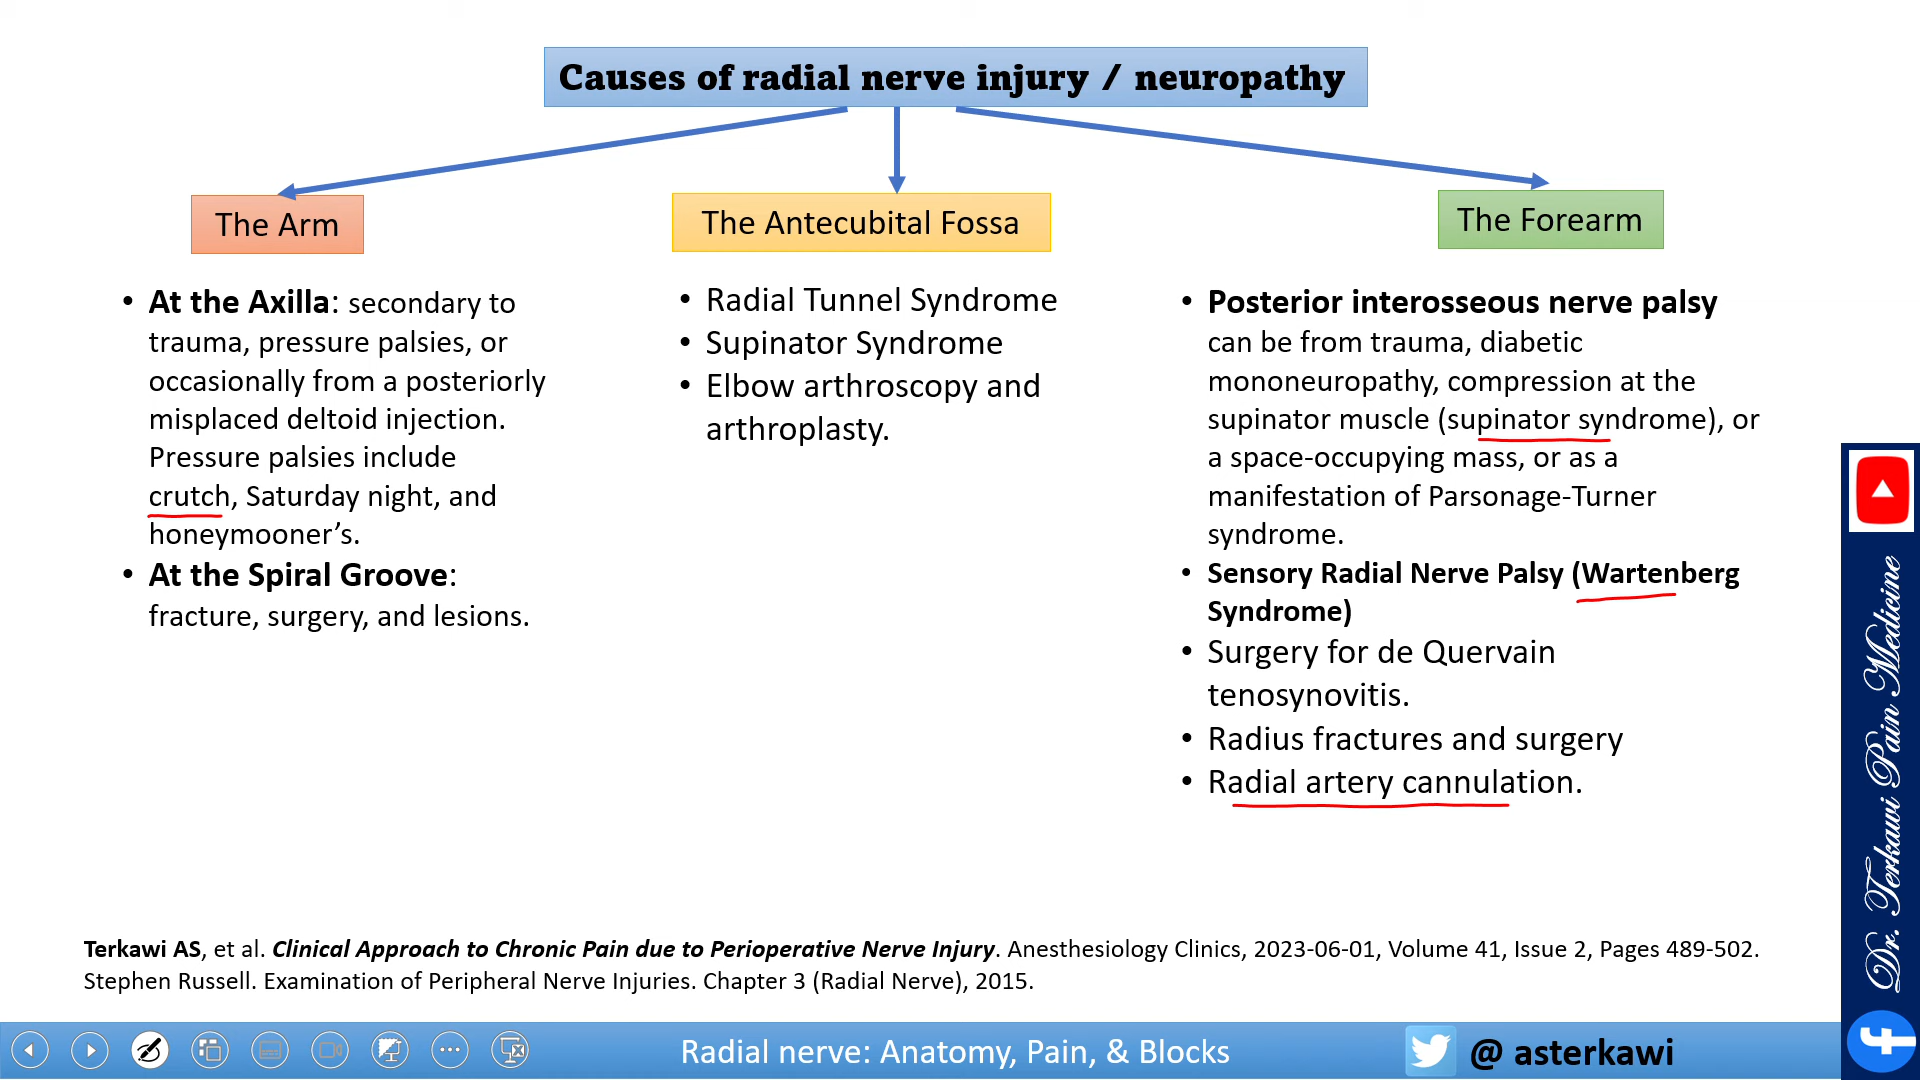 Causes of radial nerve injury / neuropathy
The Arm
• At the Axilla: secondary to
trauma, pressure palsies, or
occasionally from a posteriorly
misplaced deltoid injection.
Pressure palsies include
crutch, Saturday night, and
honeymooner’s.
• At the Spiral Groove:
fracture, surgery, and lesions.
The Antecubital Fossa
• Radial Tunnel Syndrome
• Supinator Syndrome
• Elbow arthroscopy and
arthroplasty.
The Forearm
• Posterior interosseous nerve palsy
can be from trauma, diabetic
mononeuropathy, compression at the
supinator muscle (supinator syndrome), or
a space-occupying mass, or as a
manifestation of Parsonage-Turner
syndrome.
• Sensory Radial Nerve Palsy (Wartenberg
Syndrome)
• Surgery for de Quervain
tenosynovitis.
• Radius fractures and surgery
• Radial artery cannulation.
Terkawi AS, et al. Clinical Approach to Chronic Pain due to Perioperative Nerve Injury. Anesthesiology Clinics, 2023-06-01, Volume 41, Issue 2, Pages 489-502.
Stephen Russell. Examination of Peripheral Nerve Injuries. Chapter 3 (Radial Nerve), 2015.
Radial nerve: Anatomy, Pain, & Blocks
@ asterkawi
Dr. Terkawi Pain Medicine